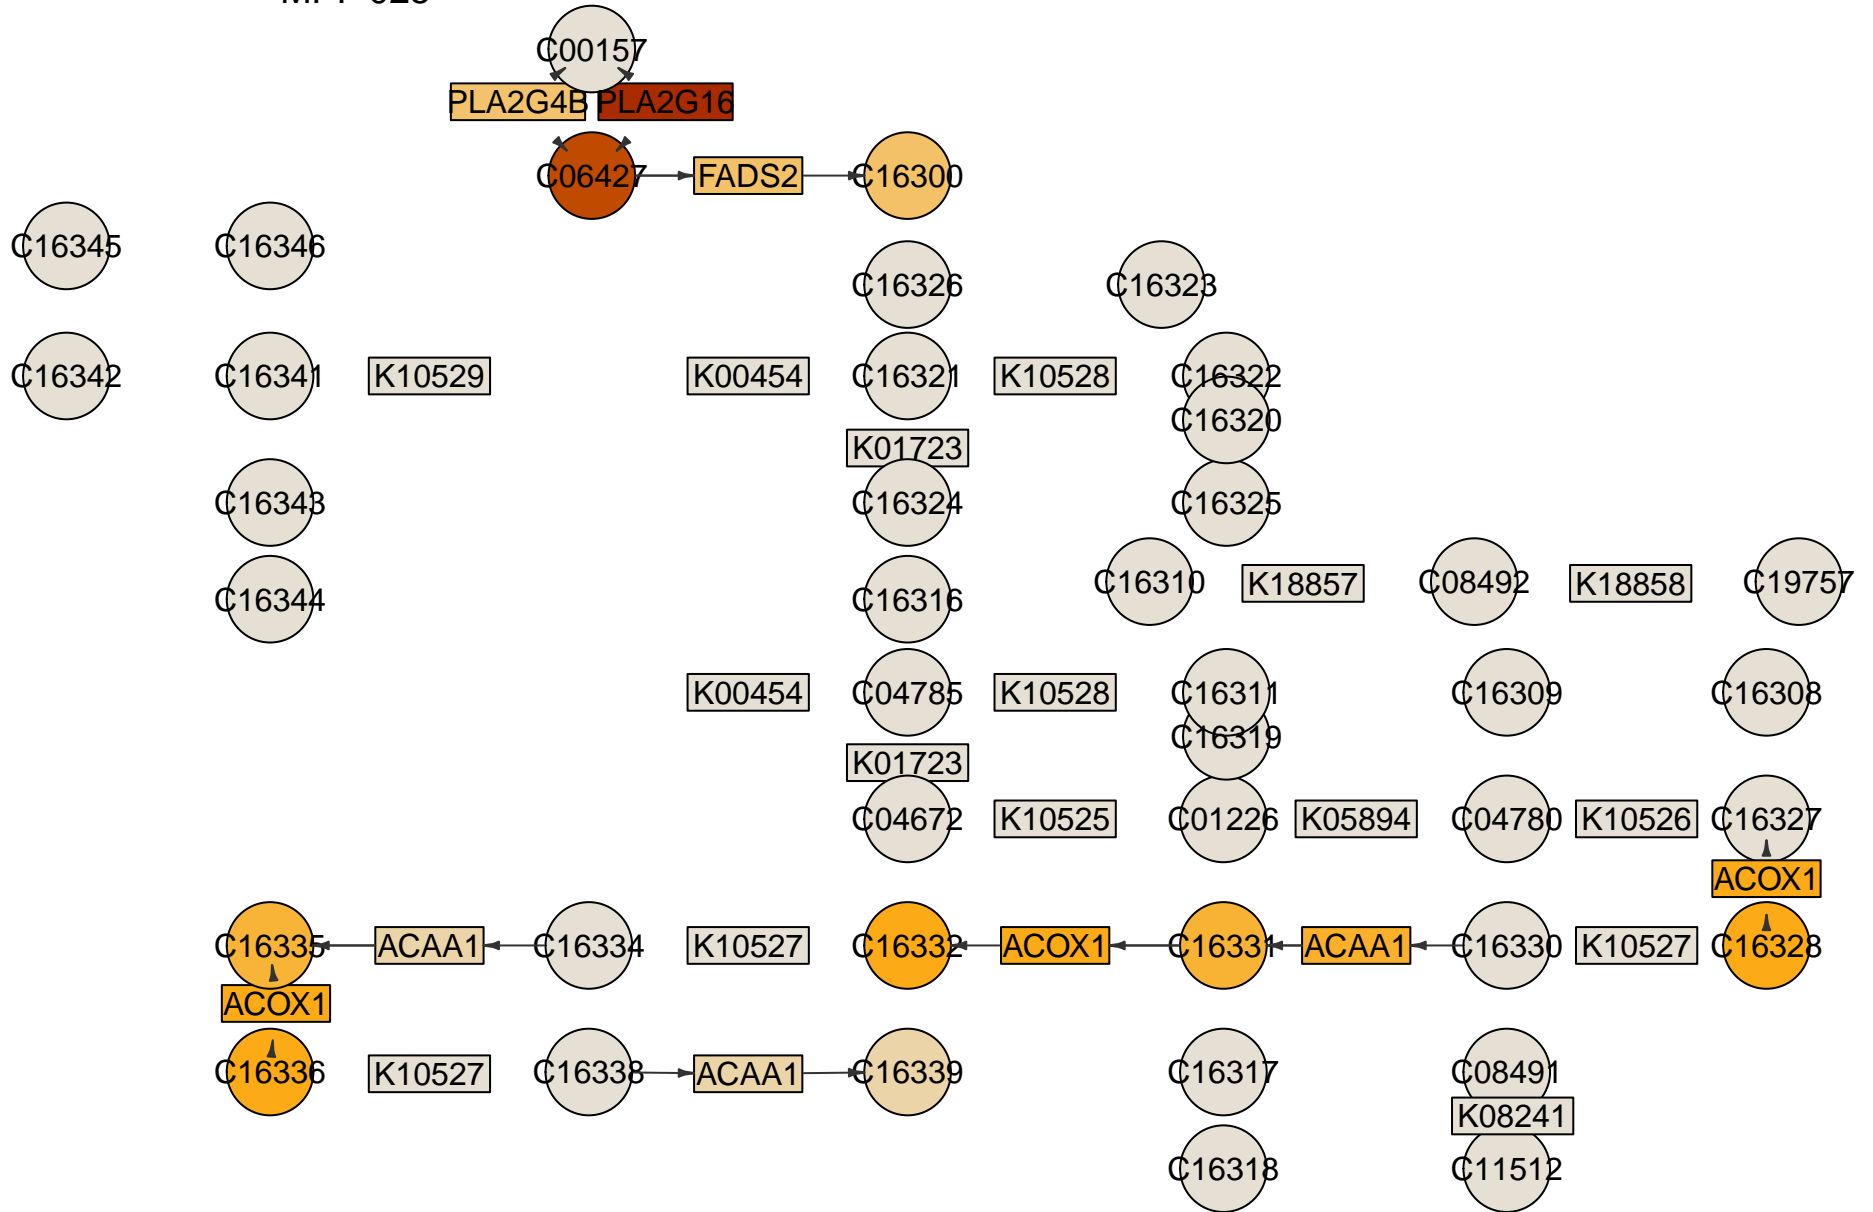 C00157
PLA2G4B PLA2G16
C06427 FADS2 C16300
C16345 C16346
C16326 C16323
C16342 C16341 K10529 K00454 C16321 K10528 C16322
C16320
K01723
C16343 C16324 C16325
C16310 K18857 C08492 K18858 C19757
C16344 C16316
K00454 C04785 K10528 C16311 C16309 C16308
C16319
K01723
C04672 K10525 C01226 K05894 C04780 K10526 C16327
ACOX1
C16335 ACAA1 C16334 K10527 C16332 ACOX1 C16331 ACAA1 C16330 K10527 C16328
ACOX1
C16336 K10527 C16338 ACAA1 C16339 C16317 C08491
K08241
C16318 C11512